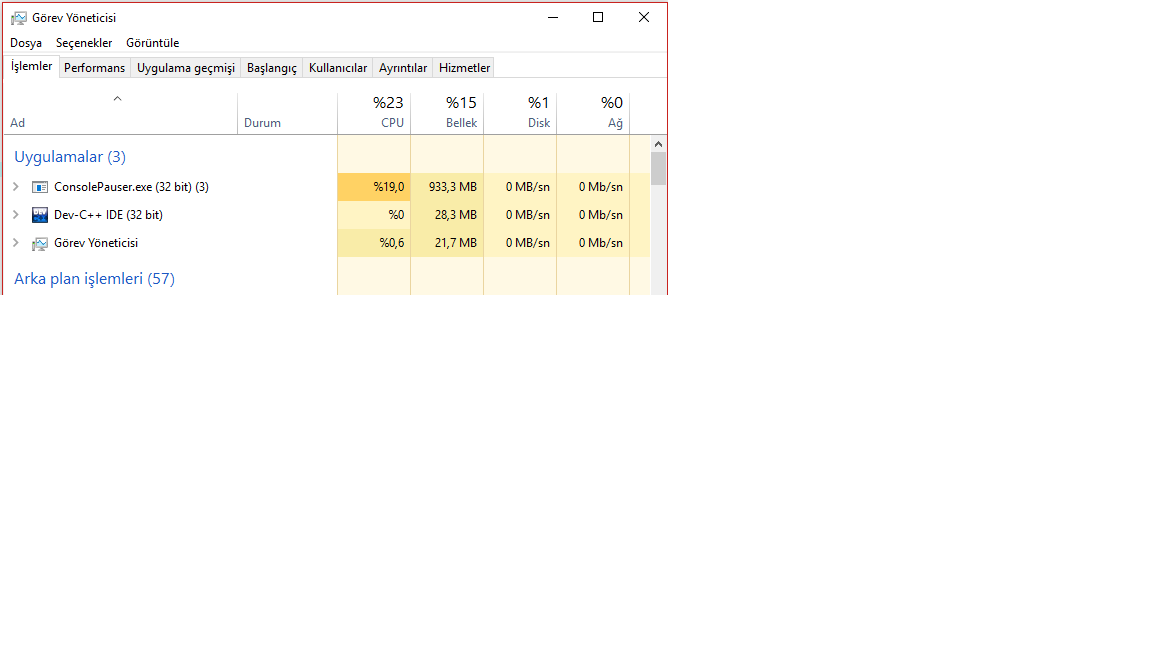 Görev Yöneticisi
Dosya Seçenekler Görüntüle
İşlemler Performans Uygulama geçmişi Başlangıç Kullanıcılar Ayrıntılar Hizmetler
%23 %15 %1 %0
Ad Durum CPU Bellek Disk Ağ
Uygulamalar (3)
ConsolePauser.exe (32 bit) (3) %19,0 933,3 MB 0 MB/sn 0 Mb/sn
Dev-C++ IDE (32 bit) %0 28,3 MB 0 MB/sn 0 Mb/sn
Görev Yöneticisi %0,6 21,7 MB 0 MB/sn 0 Mb/sn
Arka plan işlemleri (57)